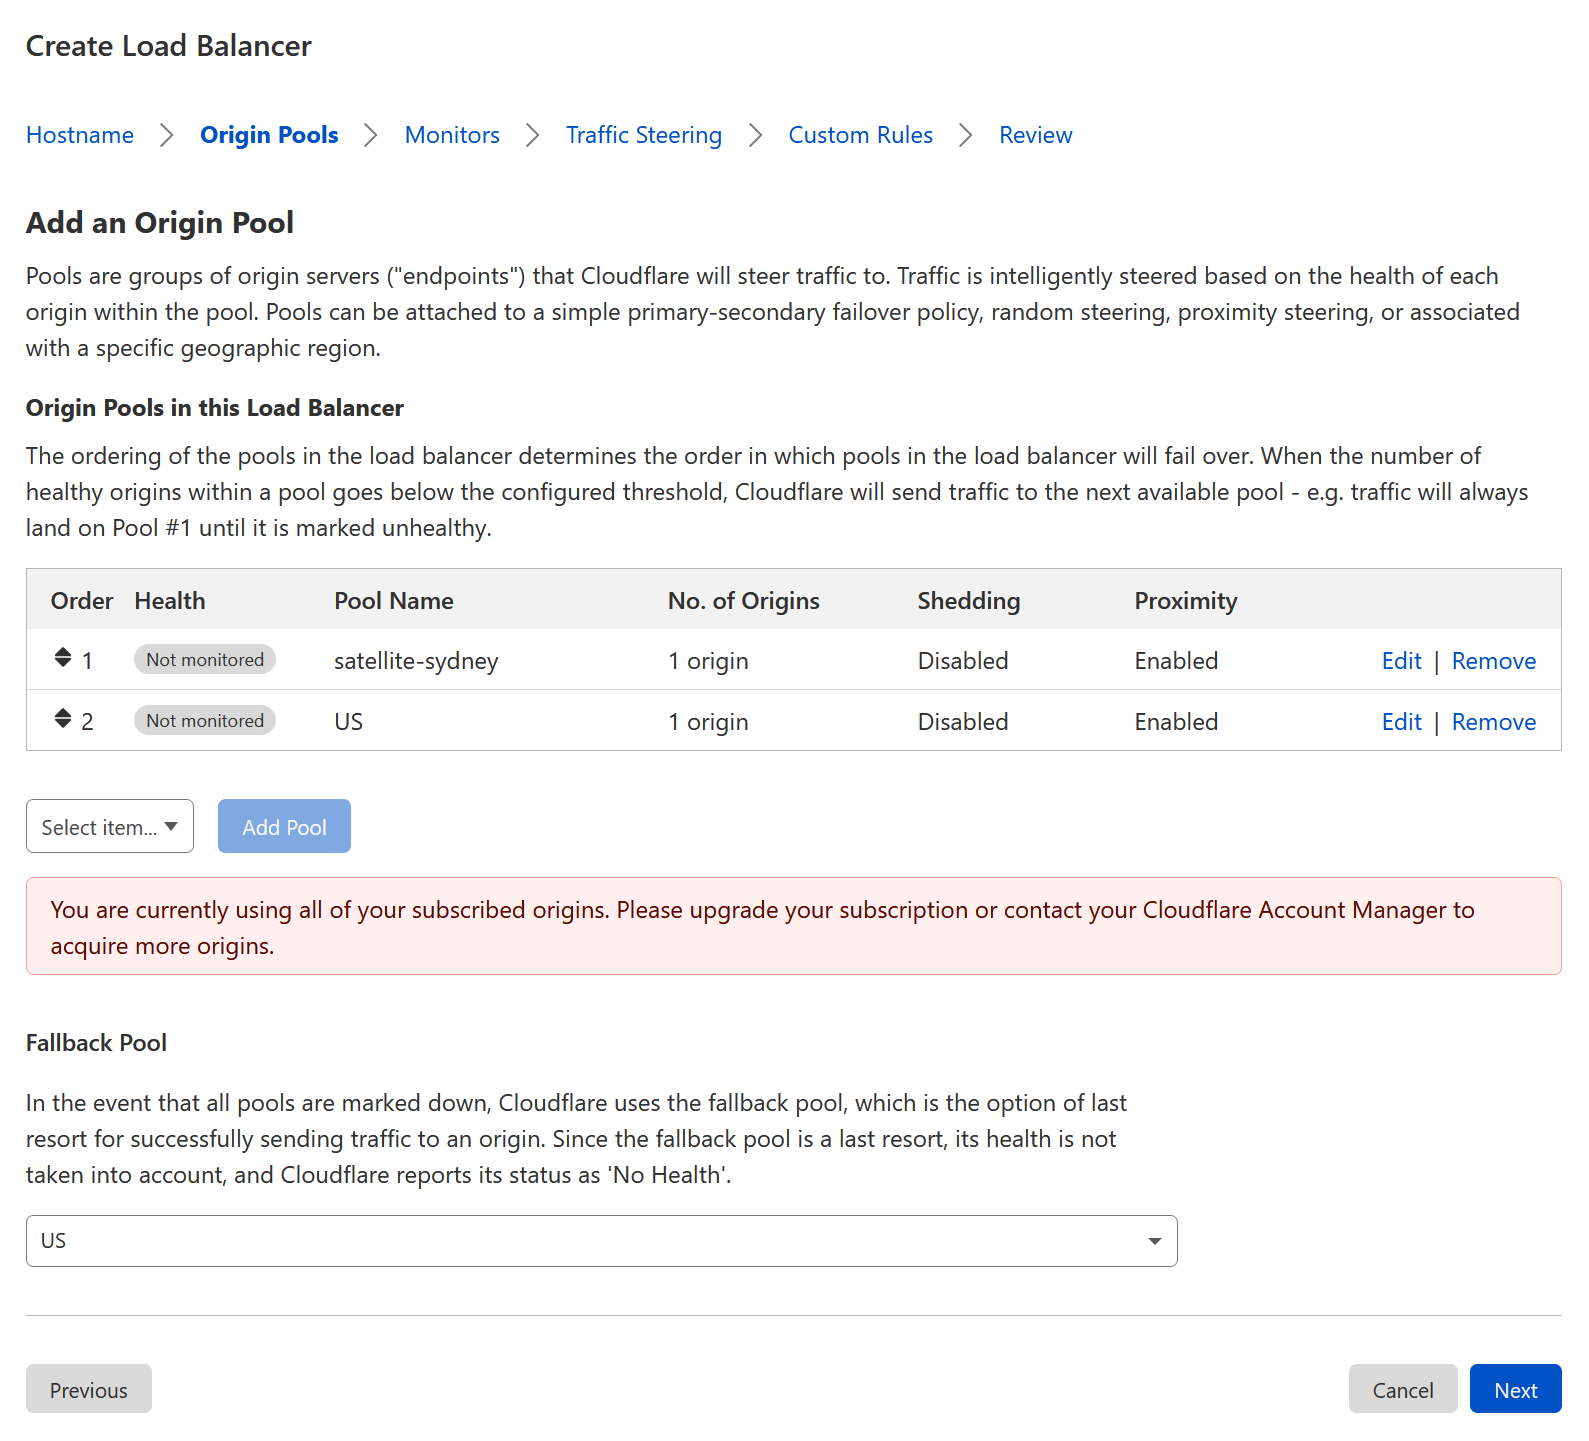 Create Load Balancer
Hostname > Origin Pools > Monitors > Traffic Steering > Custom Rules > Review
Add an Origin Pool
Pools are groups of origin servers ("endpoints") that Cloudflare will steer traffic to. Traffic is intelligently steered based on the health of each
origin within the pool. Pools can be attached to a simple primary-secondary failover policy, random steering, proximity steering, or associated
with a specific geographic region.
Origin Pools in this Load Balancer
The ordering of the pools in the load balancer determines the order in which pools in the load balancer will fail over. When the number of
healthy origins within a pool goes below the configured threshold, Cloudflare will send traffic to the next available pool - e.g. traffic will always
land on Pool #1 until it is marked unhealthy.
Order Health Pool Name No. of Origins Shedding Proximity
1 Not monitored satellite-sydney 1 origin Disabled Enabled Edit | Remove
2 Not monitored US 1 origin Disabled Enabled Edit | Remove
Select item... Add Pool
You are currently using all of your subscribed origins. Please upgrade your subscription or contact your Cloudflare Account Manager to
acquire more origins.
Fallback Pool
In the event that all pools are marked down, Cloudflare uses the fallback pool, which is the option of last
resort for successfully sending traffic to an origin. Since the fallback pool is a last resort, its health is not
taken into account, and Cloudflare reports its status as 'No Health'.
US
Previous Cancel Next